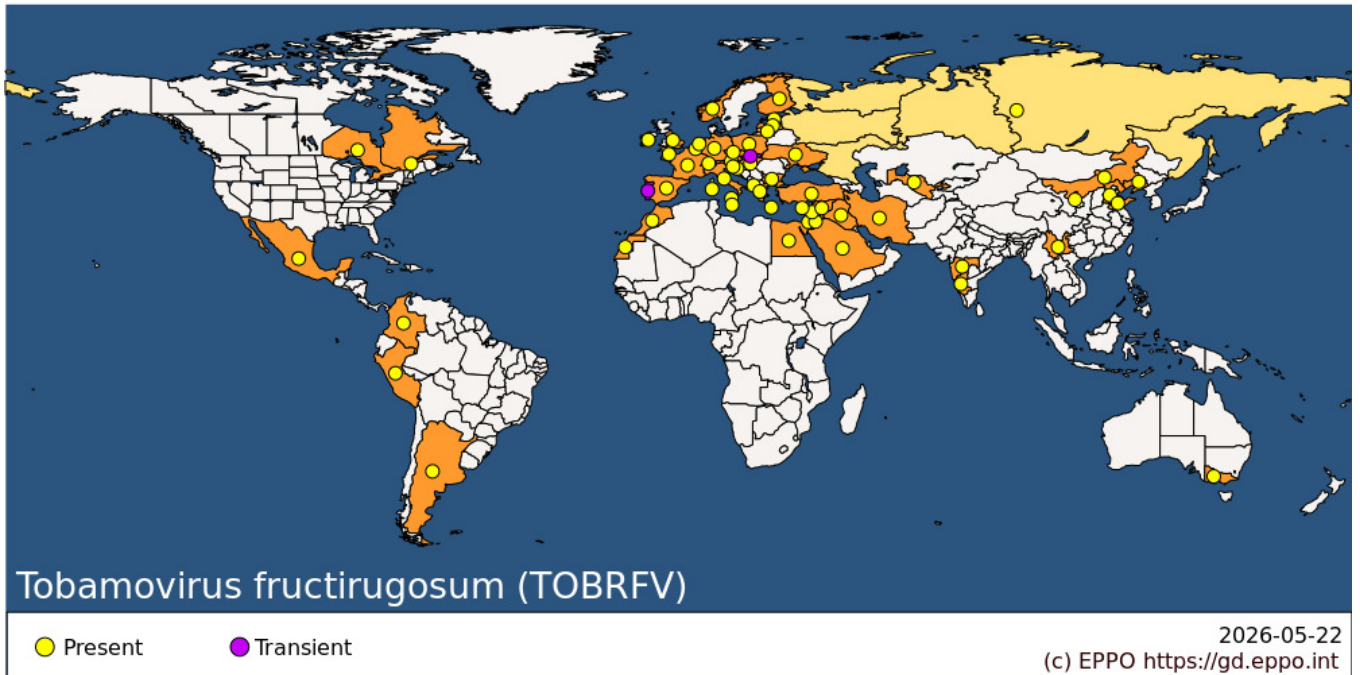 Tobamovirus fructirugosum (TOBRFV)
Present
Transient
2026-05-22
(c) EPPO https://gd.eppo.int